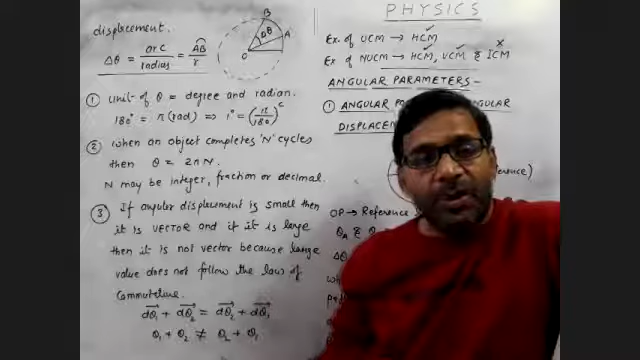 displacement.
Δθ = arc / radius = AB / r
B
A
Δθ
O
① Unit of θ = degree and radian.
180° = π (rad) ⇒ 1° = (π/180)^c
② When an object completes 'N' cycles
then θ = 2πN.
N may be integer, fraction or decimal.
③ If angular displacement is small then
it is VECTOR and if it is large
then it is not vector because large
value does not follow the law of
Commutative.
dθ₁ + dθ₂ = dθ₂ + dθ₁
θ₁ + θ₂ ≠ θ₂ + θ₁
PHYSICS
Ex. of UCM → HCM
Ex. of NUCM → HCM, VCM & ICM
ANGULAR PARAMETERS -
① ANGULAR
DISPLACEM
OP → Reference
θA &
Δθ